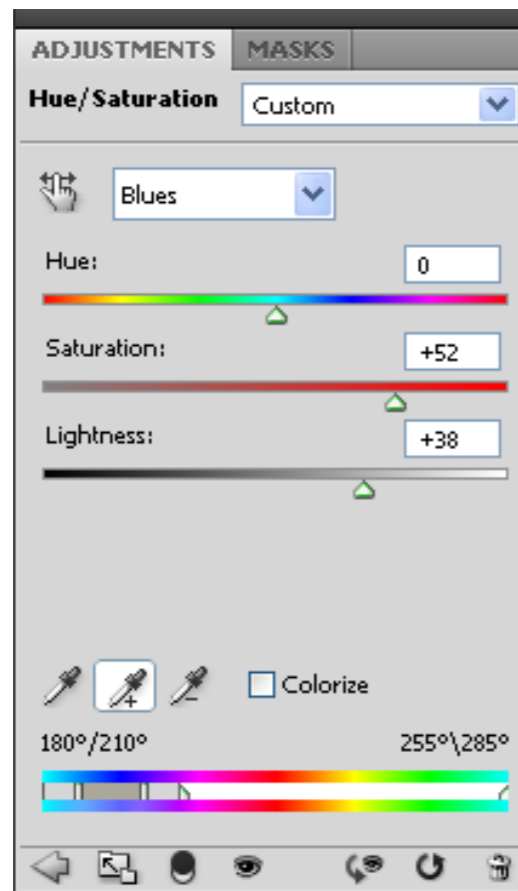 ADJUSTMENTS MASKS
Hue/Saturation Custom
Blues
Hue: 0
Saturation: +52
Lightness: +38
Colorize
180°/210° 255°\285°